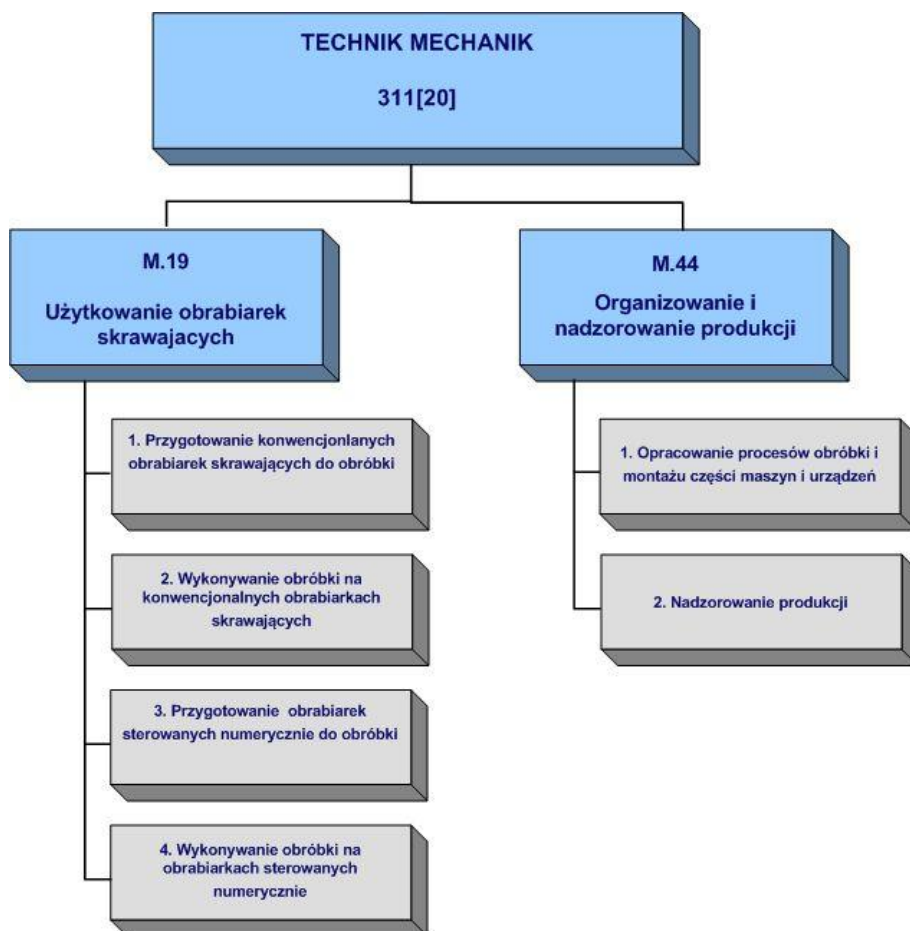 TECHNIK MECHANIK
311[20]
M.19
Użytkowanie obrabiarek
skrawajacych
1. Przygotowanie konwencjonlanych
obrabiarek skrawających do obróbki
2. Wykonywanie obróbki na
konwencjonalnych obrabiarkach
skrawających
3. Przygotowanie obrabiarek
sterowanych numerycznie do obróbki
4. Wykonywanie obróbki na
obrabiarkach sterowanych
numerycznie
M.44
Organizowanie i
nadzorowanie produkcji
1. Opracowanie procesów obróbki i
montażu części maszyn i urządzeń
2. Nadzorowanie produkcji